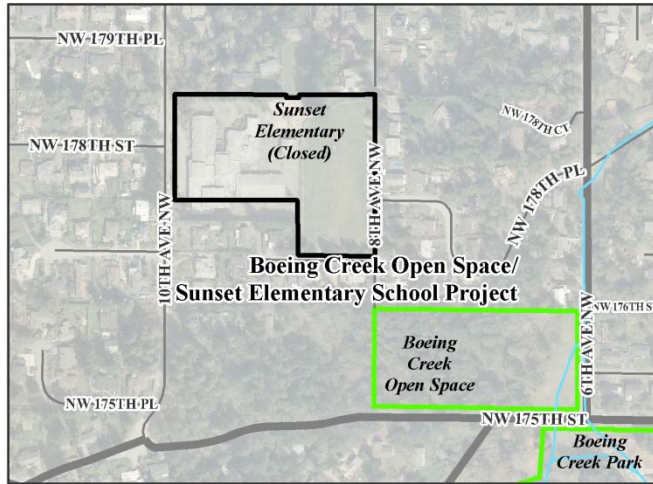 NW 179TH PL
Sunset
Elementary
(Closed)
NW 178TH ST
NW 178TH CT
NW 178TH PL
8TH AVE NW
10TH AVE NW
Boeing Creek Open Space/
Sunset Elementary School Project
6TH AVE NW
NW 176TH S
Boeing
Creek
Open Space
NW 175TH PL
NW 175TH ST
Boeing
Creek Park